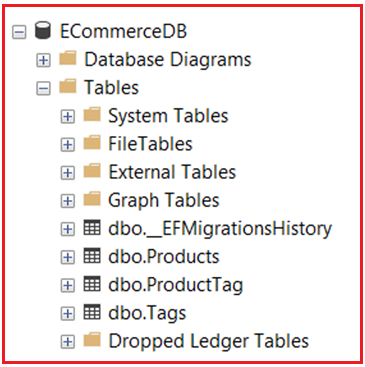 ECommerceDB
Database Diagrams
Tables
System Tables
FileTables
External Tables
Graph Tables
dbo.__EFMigrationsHistory
dbo.Products
dbo.ProductTag
dbo.Tags
Dropped Ledger Tables